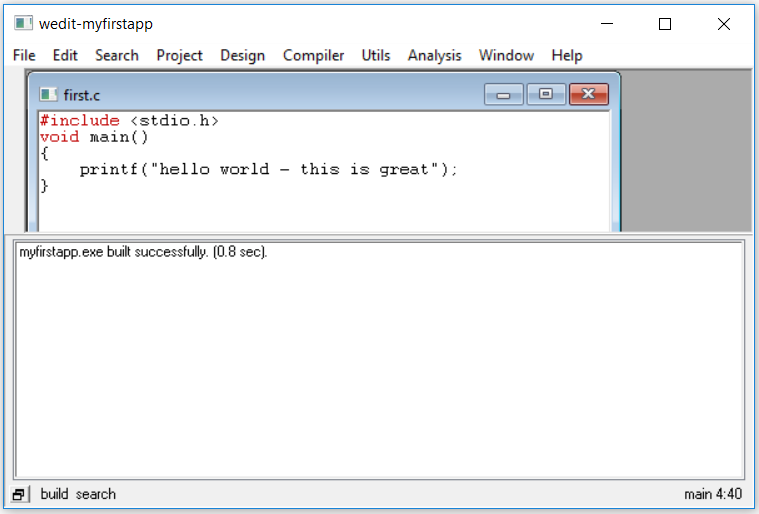 wedit-myfirstapp
File Edit Search Project Design Compiler Utils Analysis Window Help
first.c
#include <stdio.h>
void main()
{
    printf("hello world - this is great");
}
myfirstapp.exe built successfully. (0.8 sec).
build search main 4:40